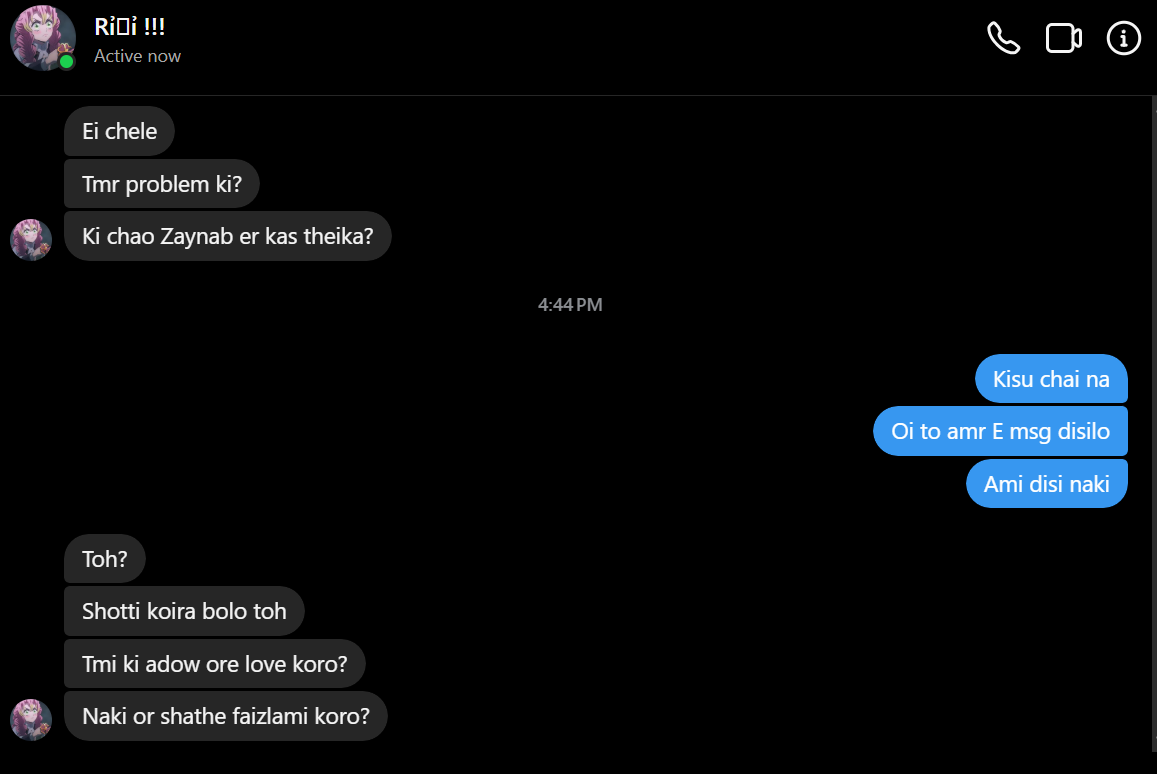 Rỉ▯ỉ !!!
Active now
Ei chele
Tmr problem ki?
Ki chao Zaynab er kas theika?
4:44 PM
Kisu chai na
Oi to amr E msg disilo
Ami disi naki
Toh?
Shotti koira bolo toh
Tmi ki adow ore love koro?
Naki or shathe faizlami koro?